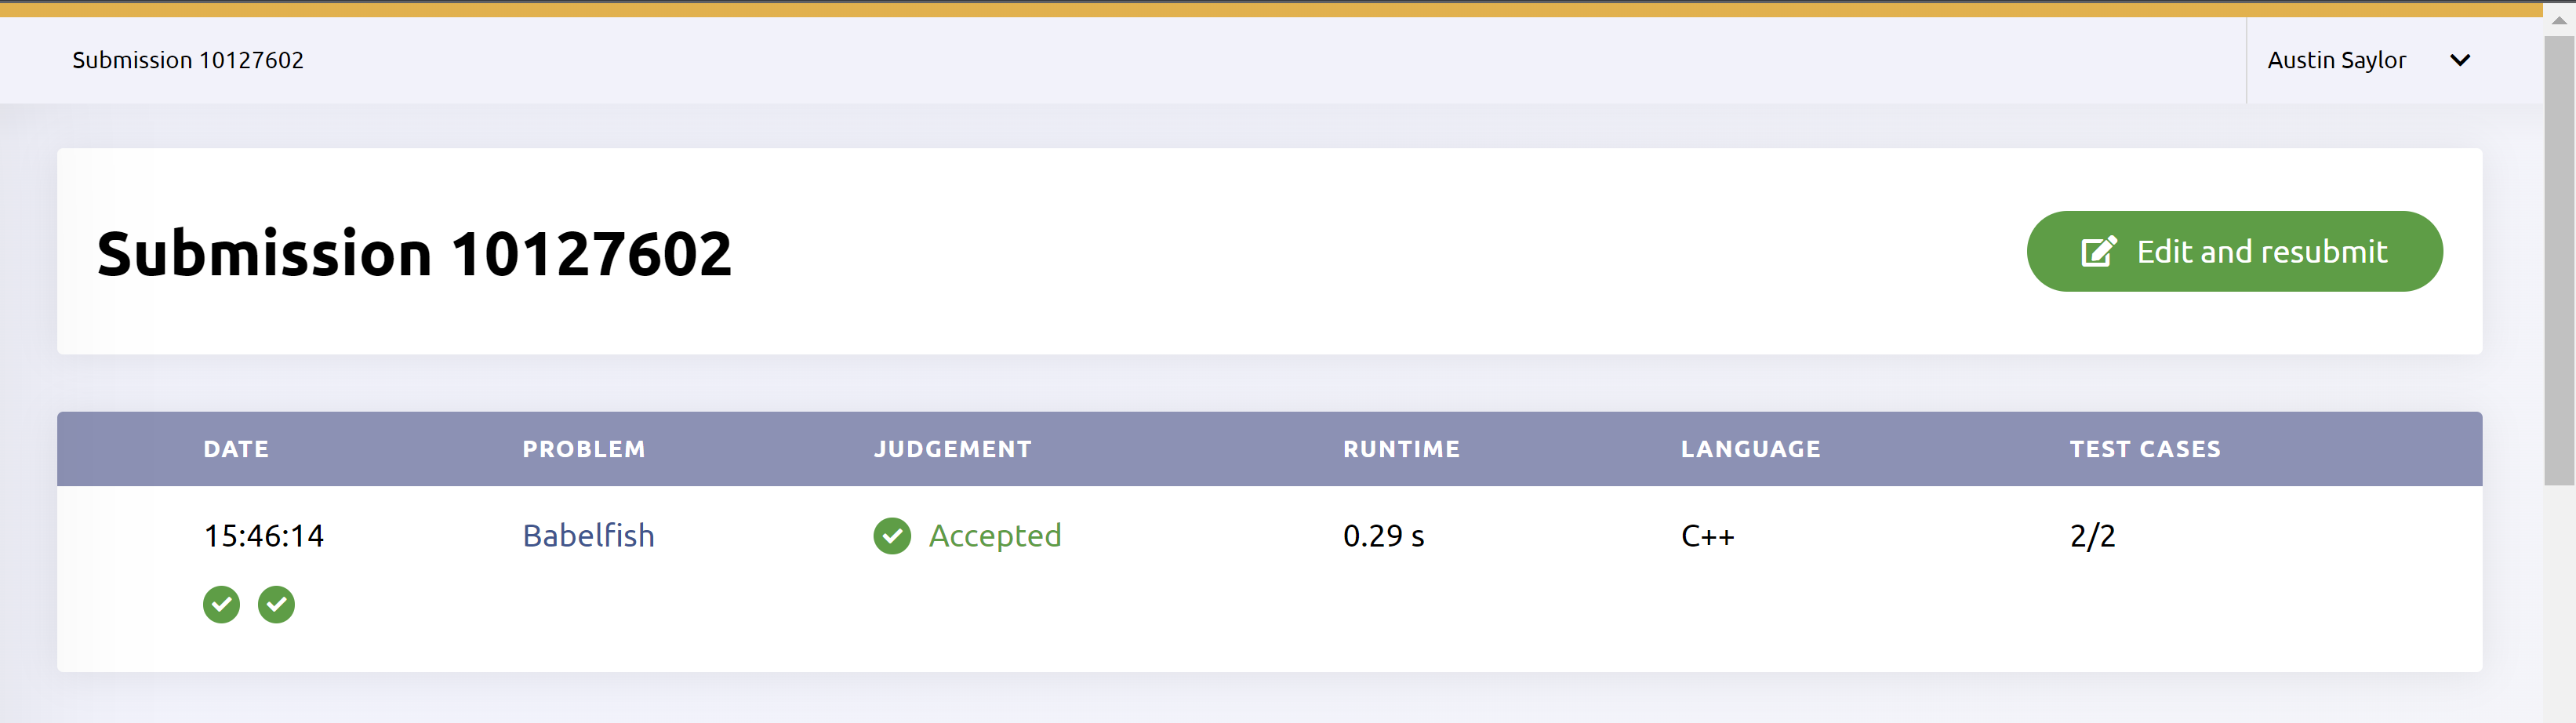 Submission 10127602
Austin Saylor
Submission 10127602
Edit and resubmit
DATE PROBLEM JUDGEMENT RUNTIME LANGUAGE TEST CASES
15:46:14 Babelfish Accepted 0.29 s C++ 2/2